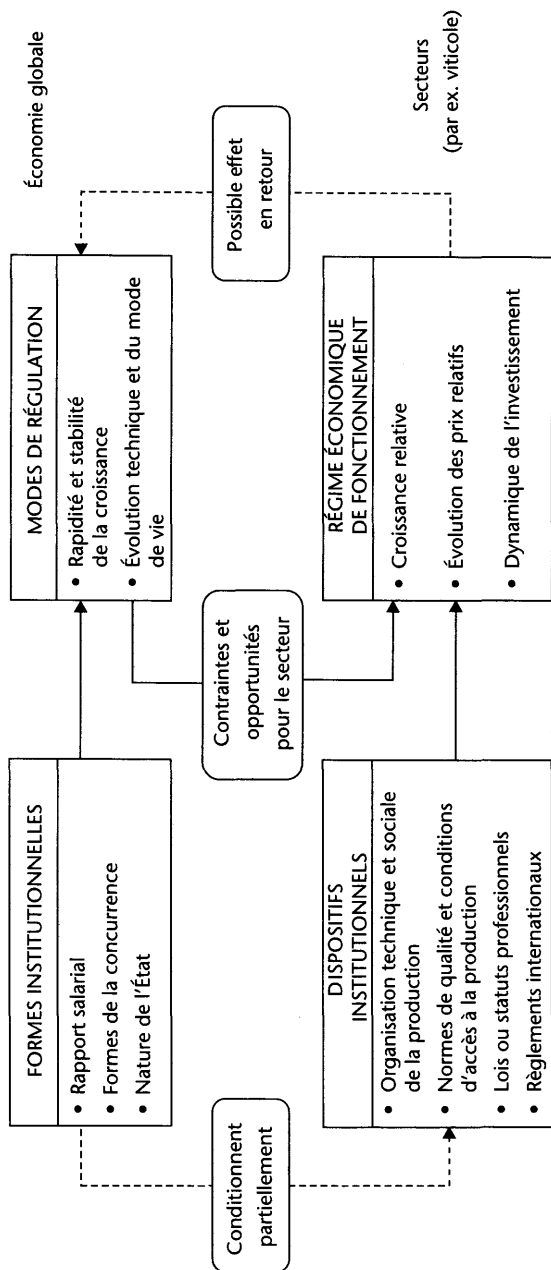 FORMES INSTITUTIONNELLES
• Rapport salarial
• Formes de la concurrence
• Nature de l'État
MODES DE RÉGULATION
• Rapidité et stabilité
de la croissance
• Évolution technique et du mode
de vie
Économie globale
Conditionnent
partiellement
Contraintes et
opportunités
pour le secteur
Possible effet
en retour
DISPOSITIFS
INSTITUTIONNELS
• Organisation technique et sociale
de la production
• Normes de qualité et conditions
d'accès à la production
• Lois ou statuts professionnels
• Règlements internationaux
RÉGIME ÉCONOMIQUE
DE FONCTIONNEMENT
• Croissance relative
• Évolution des prix relatifs
• Dynamique de l'investissement
Secteurs
(par ex. viticole)